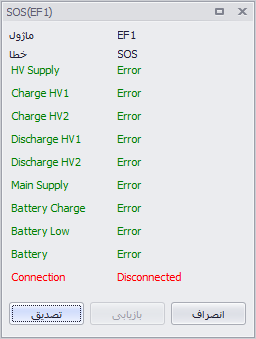 SOS(EF1)
ماژول EF1
خطا SOS
HV Supply Error
Charge HV1 Error
Charge HV2 Error
Discharge HV1 Error
Discharge HV2 Error
Main Supply Error
Battery Charge Error
Battery Low Error
Battery Error
Connection Disconnected
تصدیق بازیابی انصراف